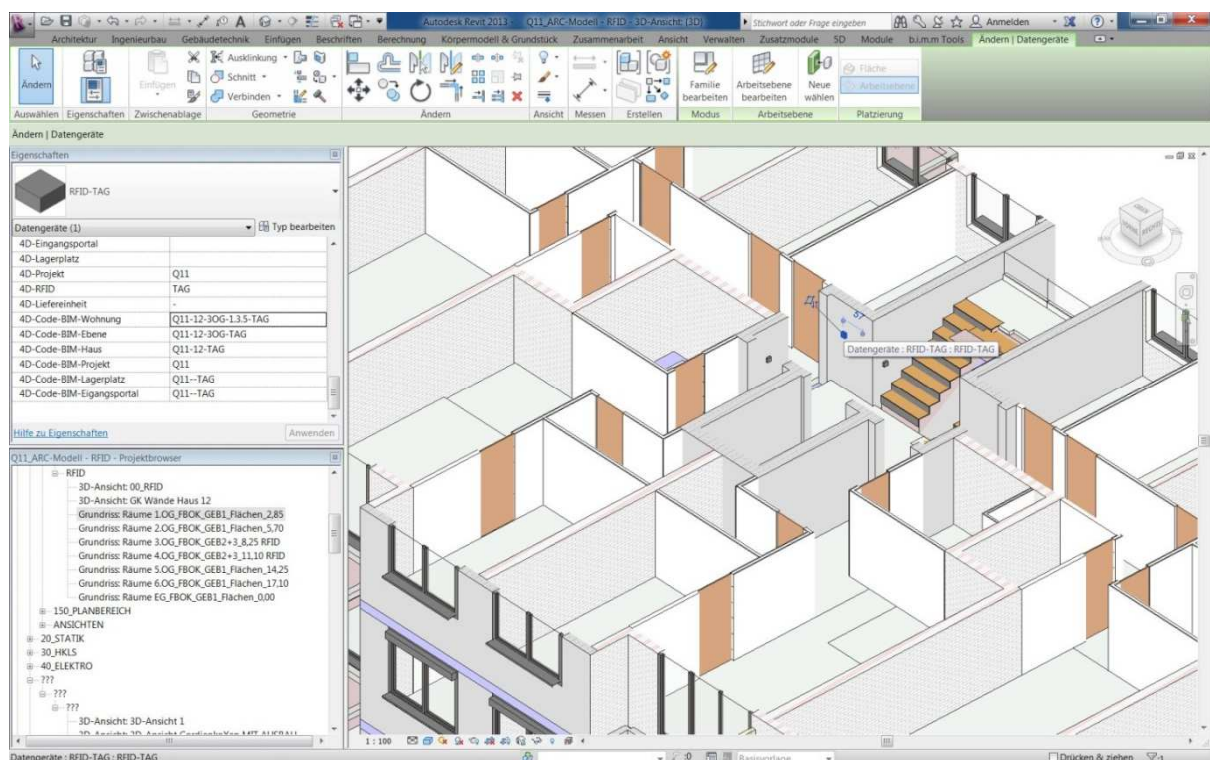 Autodesk Revit 2013 - Q11_ARC-Modell - RFID - 3D-Ansicht: {3D}
Stichwort oder Frage eingeben
Anmelden
Architektur Ingenieurbau Gebäudetechnik Einfügen Beschriften Berechnung Körpermodell & Grundstück Zusammenarbeit Ansicht Verwalten Zusatzmodule 5D Module b.i.m.m Tools Ändern | Datengeräte
Ändern
Einfügen
Ausklinkung
Schnitt
Verbinden
Familie bearbeiten
Arbeitsebene bearbeiten
Neue wählen
Fläche
Arbeitsebene
Auswählen Eigenschaften Zwischenablage Geometrie Ändern Ansicht Messen Erstellen Modus Arbeitsebene Platzierung
Ändern | Datengeräte
Eigenschaften
RFID-TAG
Datengeräte (1) Typ bearbeiten
4D-Eingangsportal
4D-Lagerplatz
4D-Projekt Q11
4D-RFID TAG
4D-Liefereinheit -
4D-Code-BIM-Wohnung Q11-12-3OG-1.3.5-TAG
4D-Code-BIM-Ebene Q11-12-3OG-TAG
4D-Code-BIM-Haus Q11-12-TAG
4D-Code-BIM-Projekt Q11
4D-Code-BIM-Lagerplatz Q11--TAG
4D-Code-BIM-Eigangsportal Q11--TAG
Hilfe zu Eigenschaften Anwenden
Q11_ARC-Modell - RFID - Projektbrowser
RFID
3D-Ansicht: 00_RFID
3D-Ansicht: GK Wände Haus 12
Grundriss: Räume 1.OG_FBOK_GEB1_Flächen_2,85
Grundriss: Räume 2.OG_FBOK_GEB1_Flächen_5,70
Grundriss: Räume 3.OG_FBOK_GEB2+3_8,25 RFID
Grundriss: Räume 4.OG_FBOK_GEB2+3_11,10 RFID
Grundriss: Räume 5.OG_FBOK_GEB1_Flächen_14,25
Grundriss: Räume 6.OG_FBOK_GEB1_Flächen_17,10
Grundriss: Räume EG_FBOK_GEB1_Flächen_0,00
150_PLANBEREICH
ANSICHTEN
20_STATIK
30_HKLS
40_ELEKTRO
???
???
3D-Ansicht: 3D-Ansicht 1
57
Datengeräte : RFID-TAG : RFID-TAG
1 : 100
Datengeräte : RFID-TAG : RFID-TAG
:0
Basisvorlage
Drücken & ziehen
:1